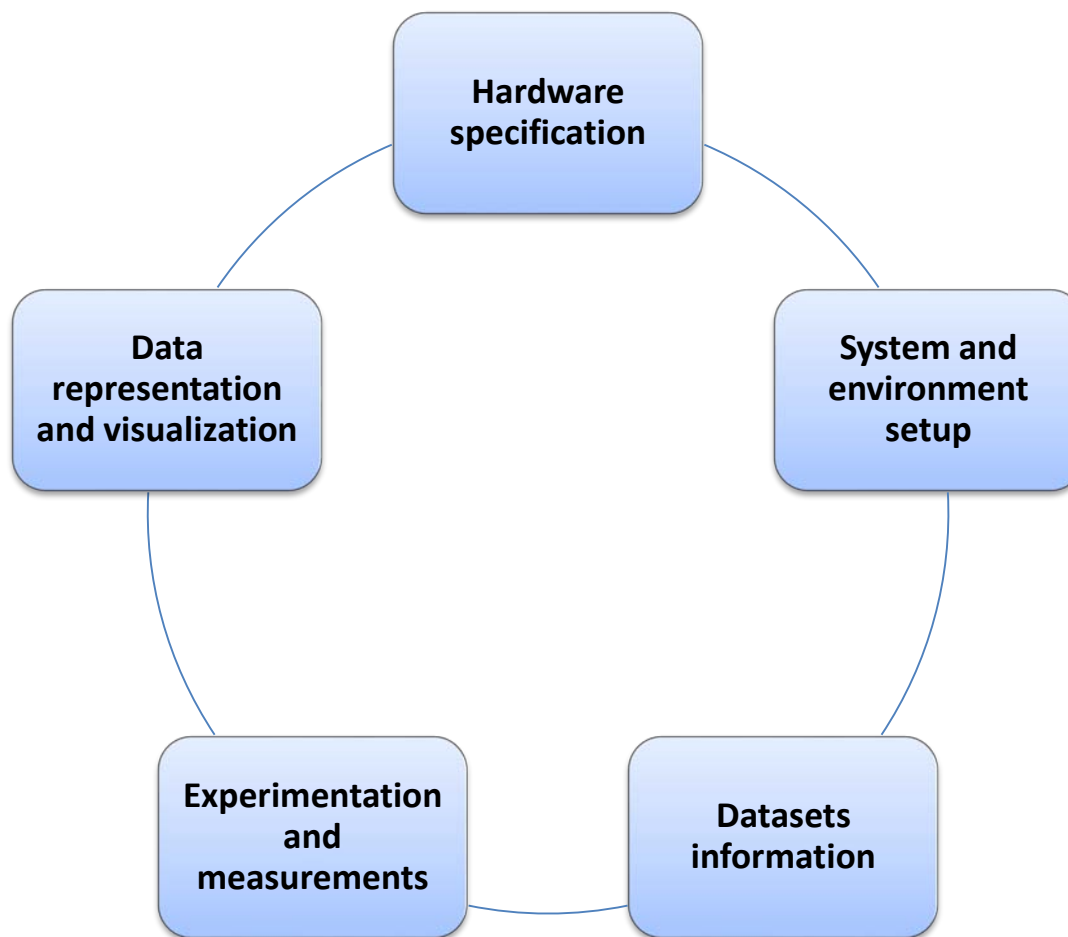 Hardware
specification
System and
environment
setup
Datasets
information
Experimentation
and
measurements
Data
representation
and visualization